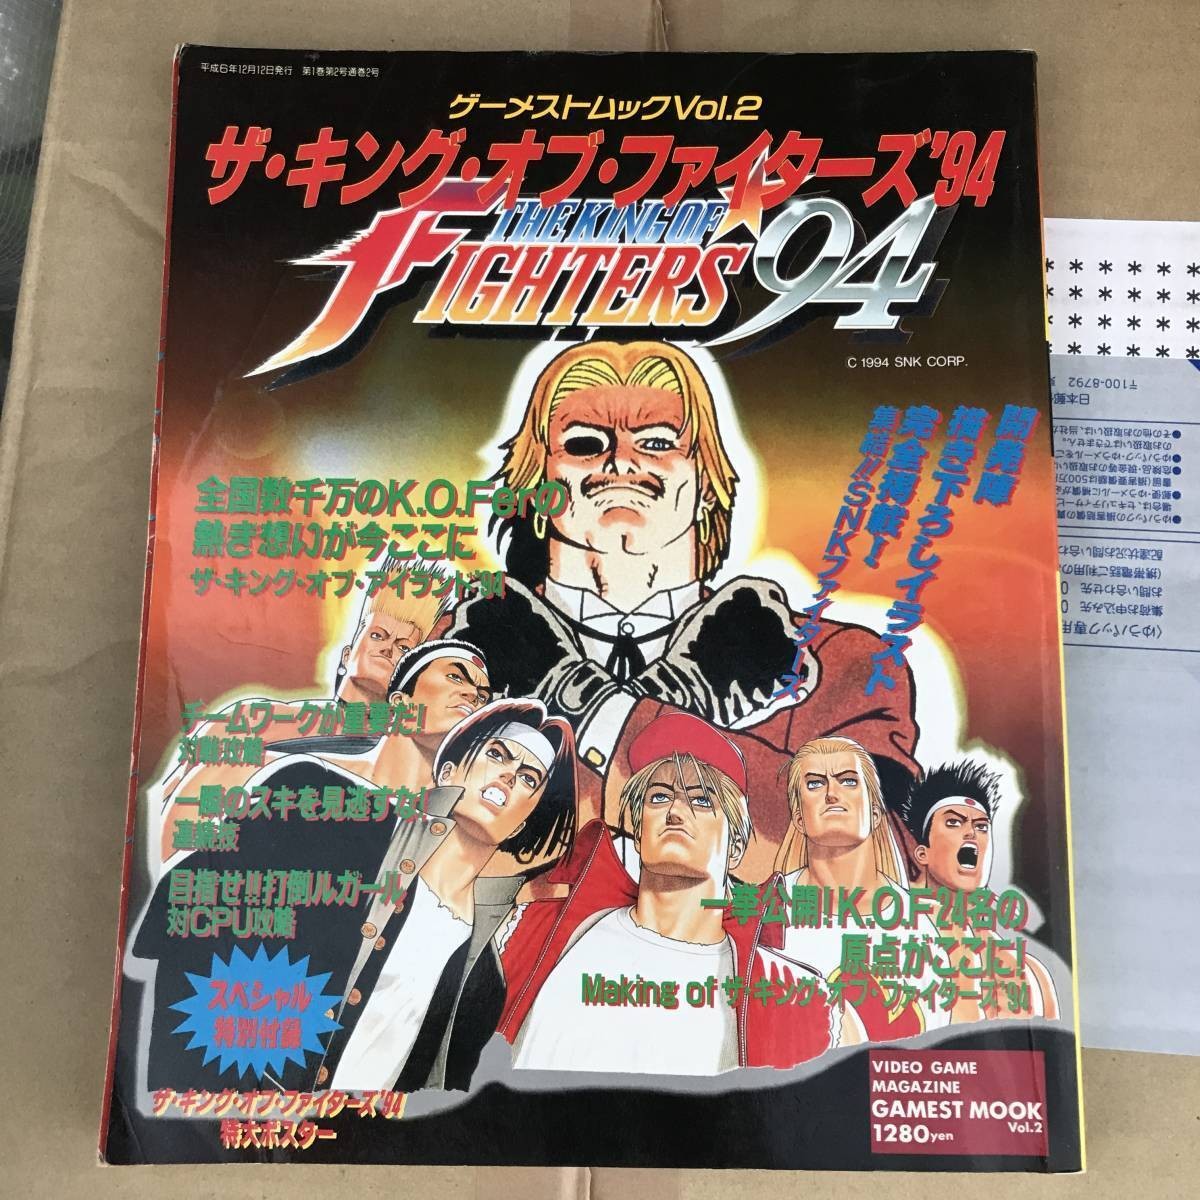 平成6年12月12日発行 第1巻第2号通巻2号
ゲーメストムックVol.2
ザ・キング・オブ・ファイターズ'94
THE KING OF
FIGHTERS'94
C 1994 SNK CORP.
開発陣
描き下ろしイラスト
完全掲載!
集結!!SNKファイターズ
全国数千万のK.O.Ferの
熱き想いが今ここに
ザ・キング・オブ・アイランド'94
チームワークが重要だ!
対戦攻略
一瞬のスキを見逃すな!
連続技
目指せ!!打倒ルガール
対CPU攻略
一挙公開!K.O.F24名の
原点がここに!
Making of ザ・キング・オブ・ファイターズ'94
スペシャル
特別付録
ザ・キング・オブ・ファイターズ'94
特大ポスター
VIDEO GAME
MAGAZINE
GAMEST MOOK
Vol.2
1280yen
〒100-8792
日本郵